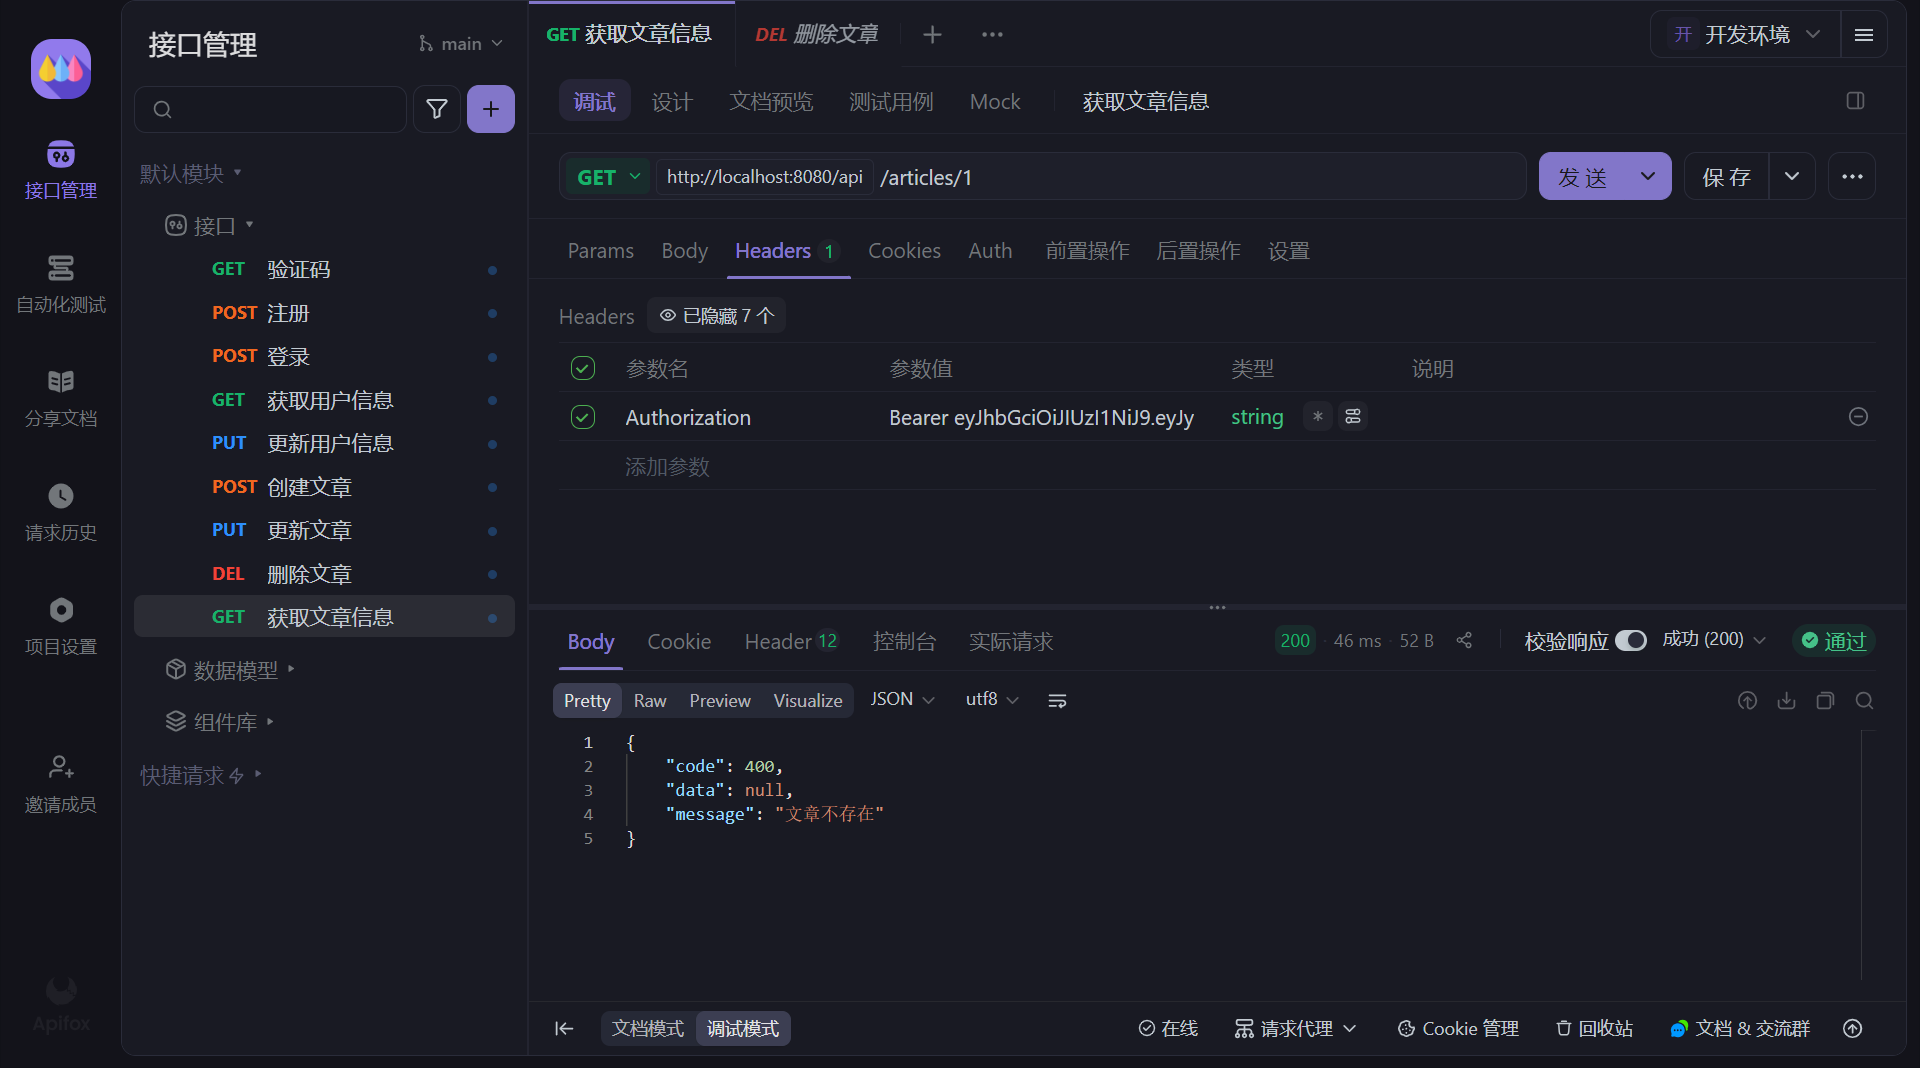 接口管理
自动化测试
分享文档
请求历史
项目设置
邀请成员
Apifox
接口管理
main
默认模块
接口
GET 验证码
POST 注册
POST 登录
GET 获取用户信息
PUT 更新用户信息
POST 创建文章
PUT 更新文章
DEL 删除文章
GET 获取文章信息
数据模型
组件库
快捷请求
GET 获取文章信息
DEL 删除文章
开 开发环境
调试 设计 文档预览 测试用例 Mock 获取文章信息
GET http://localhost:8080/api /articles/1
发 送
保 存
Params Body Headers 1 Cookies Auth 前置操作 后置操作 设置
Headers 已隐藏 7 个
参数名 参数值 类型 说明
Authorization Bearer eyJhbGciOiJIUzI1NiJ9.eyJy string *
添加参数
Body Cookie Header 12 控制台 实际请求
200 · 46 ms · 52 B
校验响应 成功 (200) 通过
Pretty Raw Preview Visualize JSON utf8
1 {
2 "code": 400,
3 "data": null,
4 "message": "文章不存在"
5 }
文档模式 调试模式
在线 请求代理 Cookie 管理 回收站 文档 & 交流群